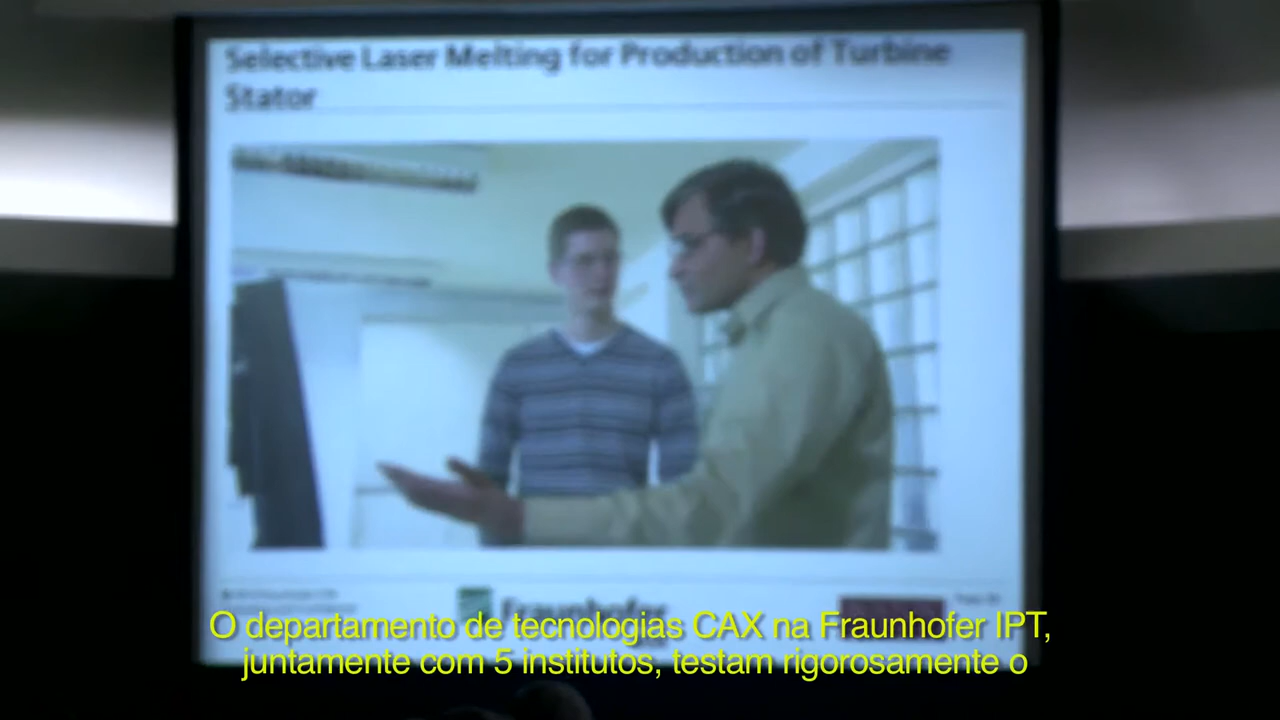 Selective Laser Melting for Production of Turbine
Stator
Fraunhofer
O departamento de tecnologias CAX na Fraunhofer IPT,
juntamente com 5 institutos, testam rigorosamente o